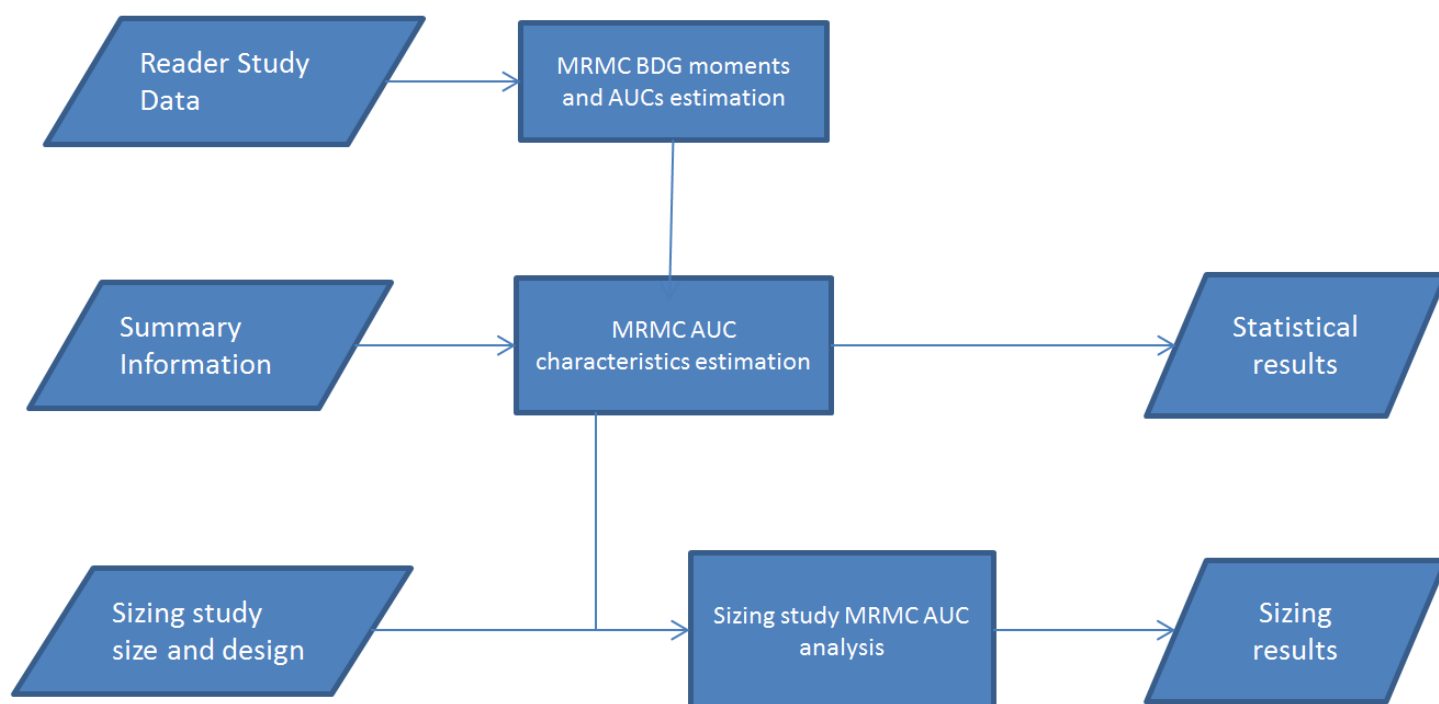 Reader Study
Data
MRMC BDG moments
and AUCs estimation
Summary
Information
MRMC AUC
characteristics estimation
Statistical
results
Sizing study
size and design
Sizing study MRMC AUC
analysis
Sizing
results